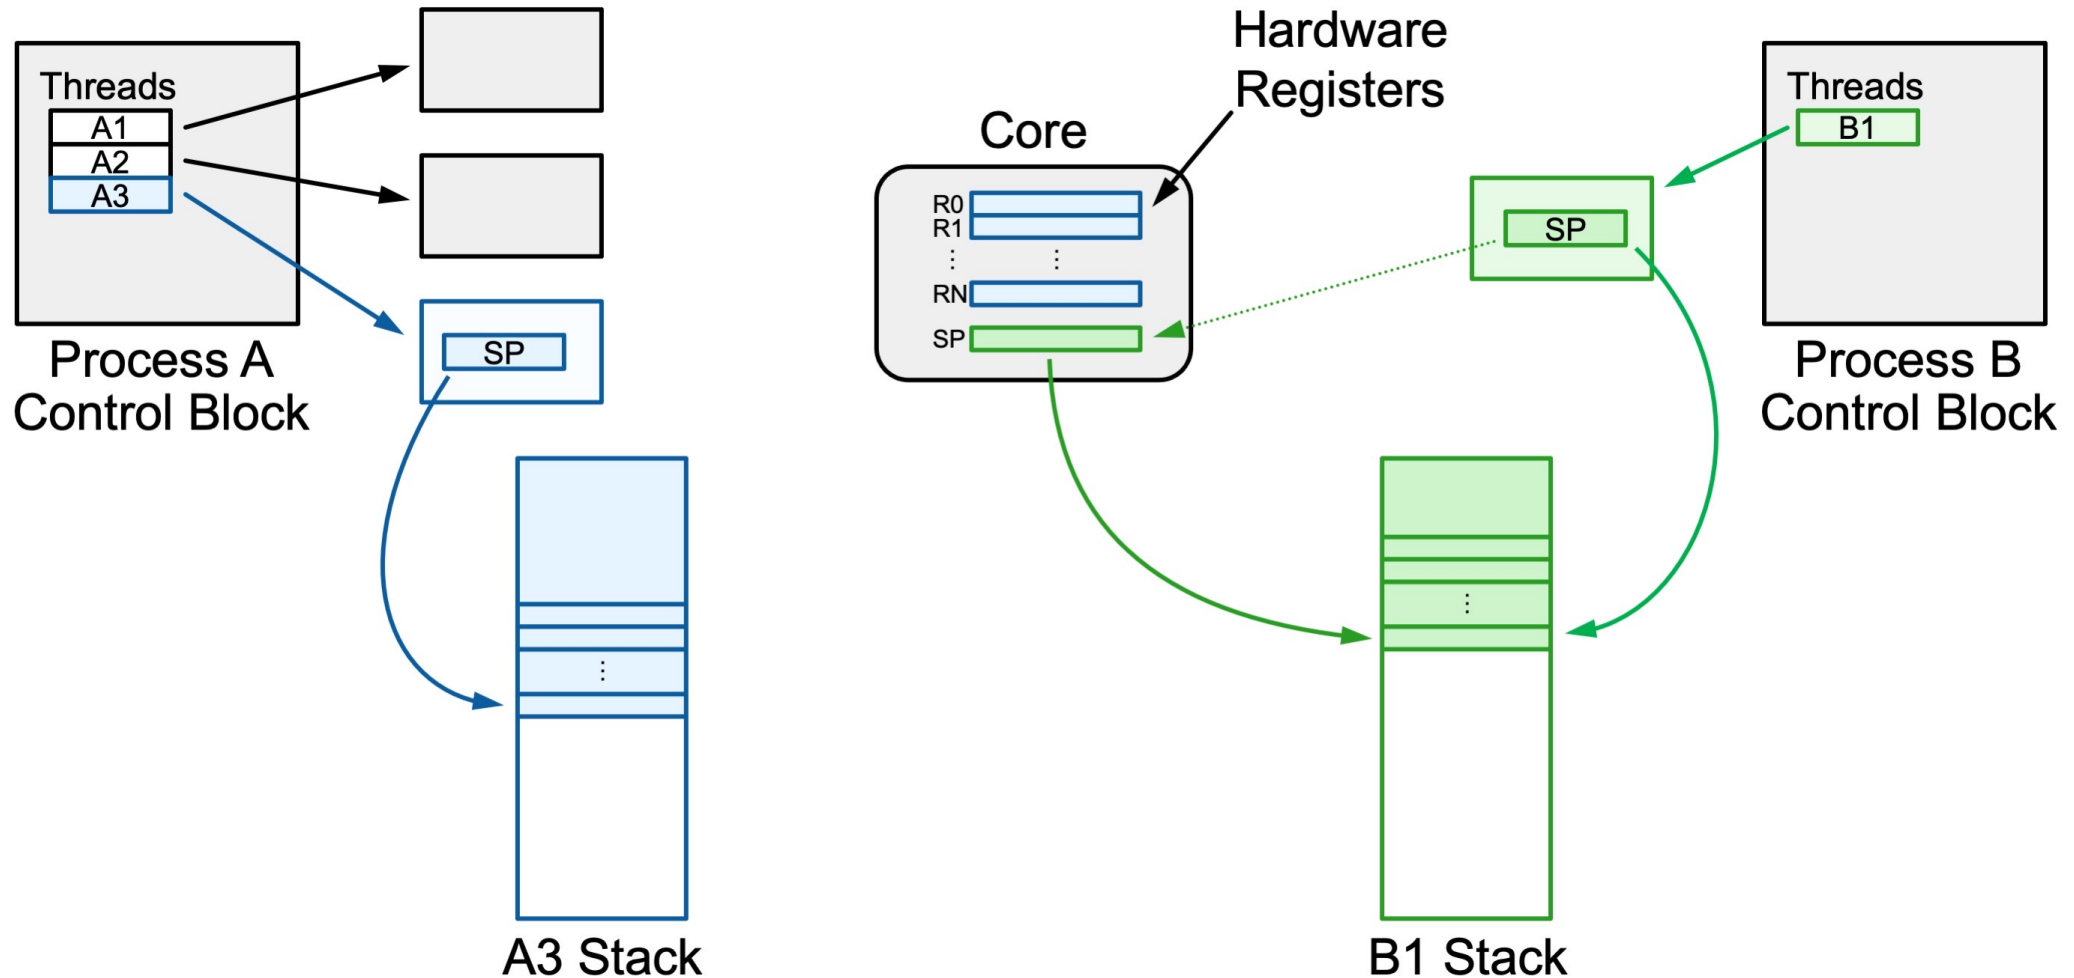 Threads
A1
A2
A3
Process A
Control Block
SP
A3 Stack
Hardware
Registers
Core
R0
R1
⋮ ⋮
RN
SP
SP
Threads
B1
Process B
Control Block
⋮
⋮
B1 Stack